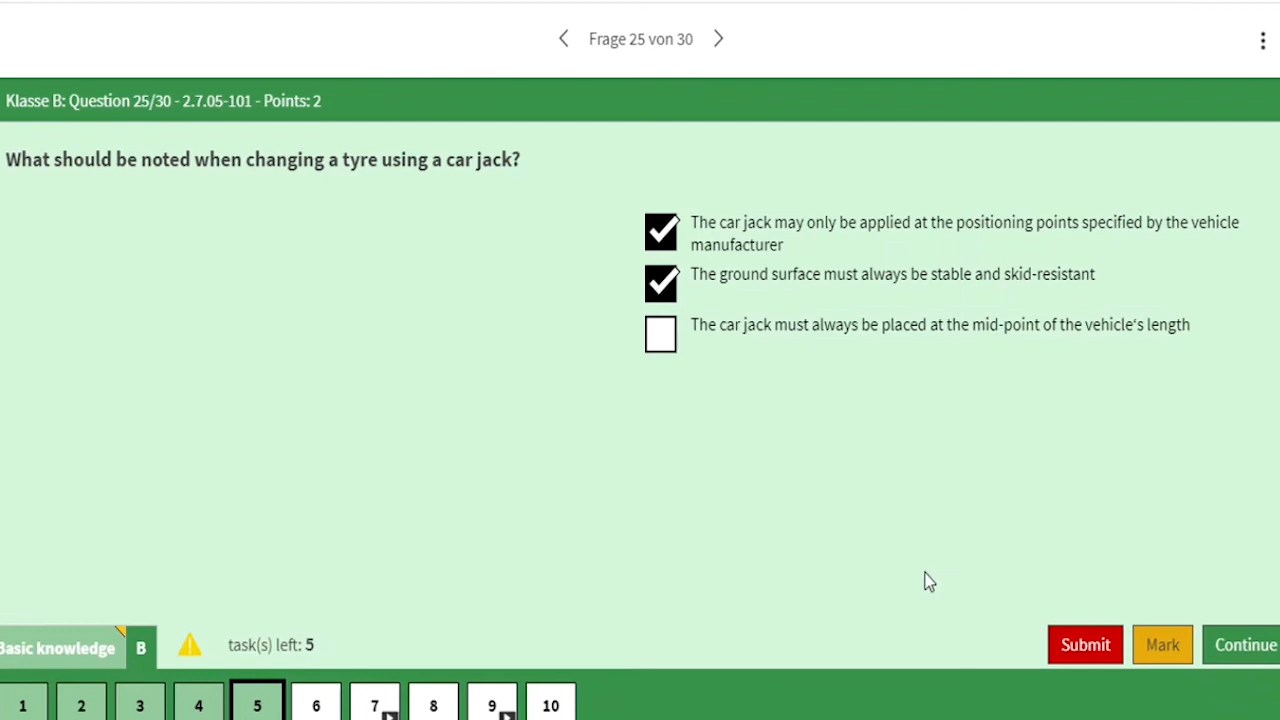 Frage 25 von 30
Klasse B: Question 25/30 - 2.7.05-101 - Points: 2
What should be noted when changing a tyre using a car jack?
The car jack may only be applied at the positioning points specified by the vehicle
manufacturer
The ground surface must always be stable and skid-resistant
The car jack must always be placed at the mid-point of the vehicle's length
Basic knowledge B task(s) left: 5 Submit Mark Continue
1 2 3 4 5 6 7 8 9 10